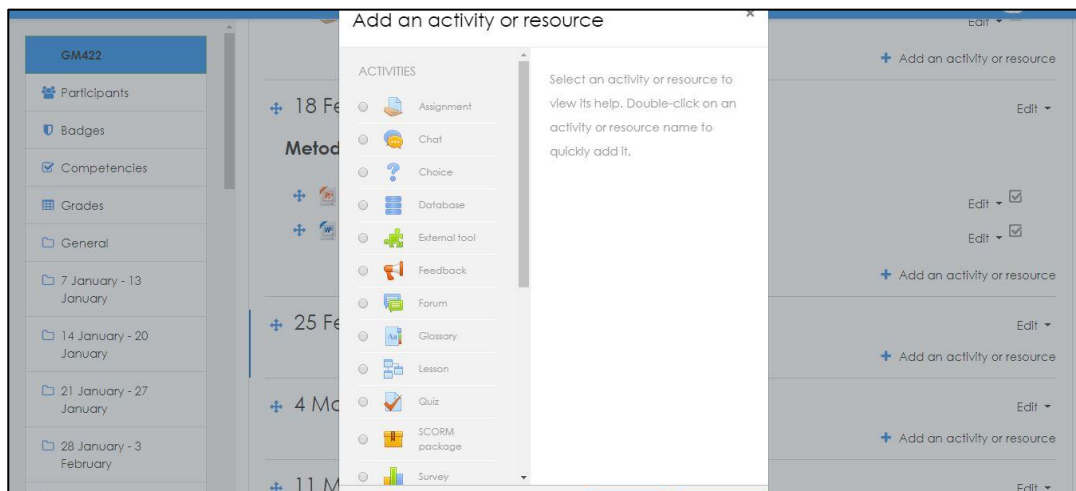 GM422
Participants
Badges
Competencies
Grades
General
7 January - 13
January
14 January - 20
January
21 January - 27
January
28 January - 3
February
Add an activity or resource
×
ACTIVITIES
Assignment
Chat
Choice
Database
External tool
Feedback
Forum
Glossary
Lesson
Quiz
SCORM
package
Survey
Select an activity or resource to
view its help. Double-click on an
activity or resource name to
quickly add it.
Edit
+ Add an activity or resource
18 Fe
Edit
Metod
Edit
Edit
+ Add an activity or resource
25 Fe
Edit
+ Add an activity or resource
4 Ma
Edit
+ Add an activity or resource
11 M
Edit